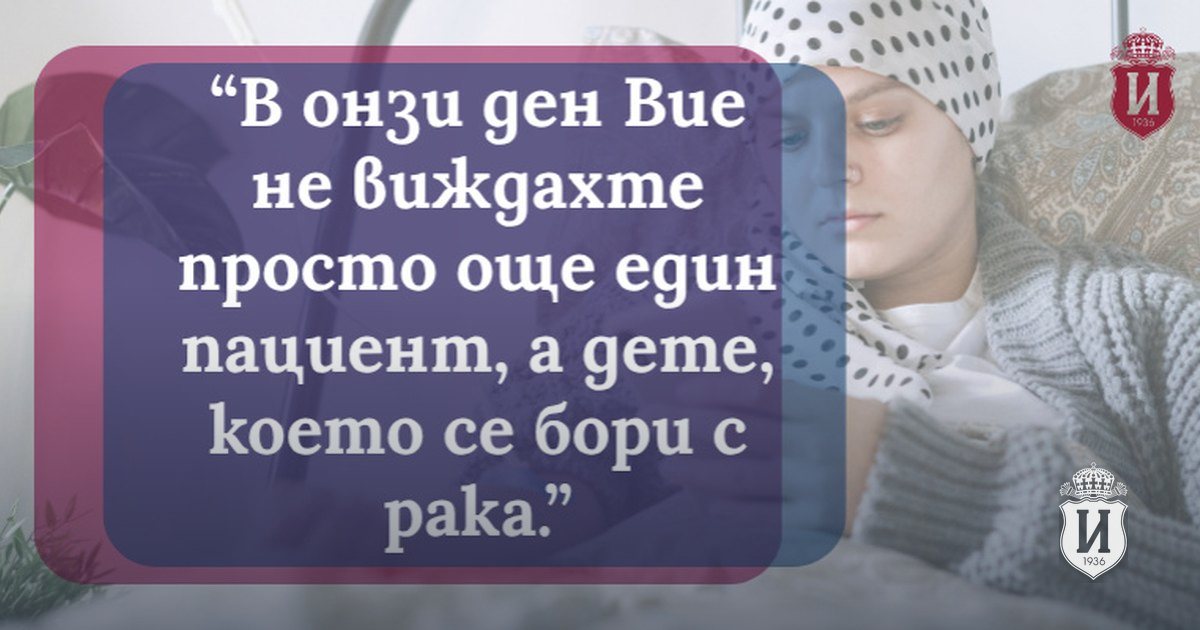 “В онзи ден Вие
не виждахте
просто още един
пациент, а дете,
което се бори с
рака.”
И
1936
И
1936